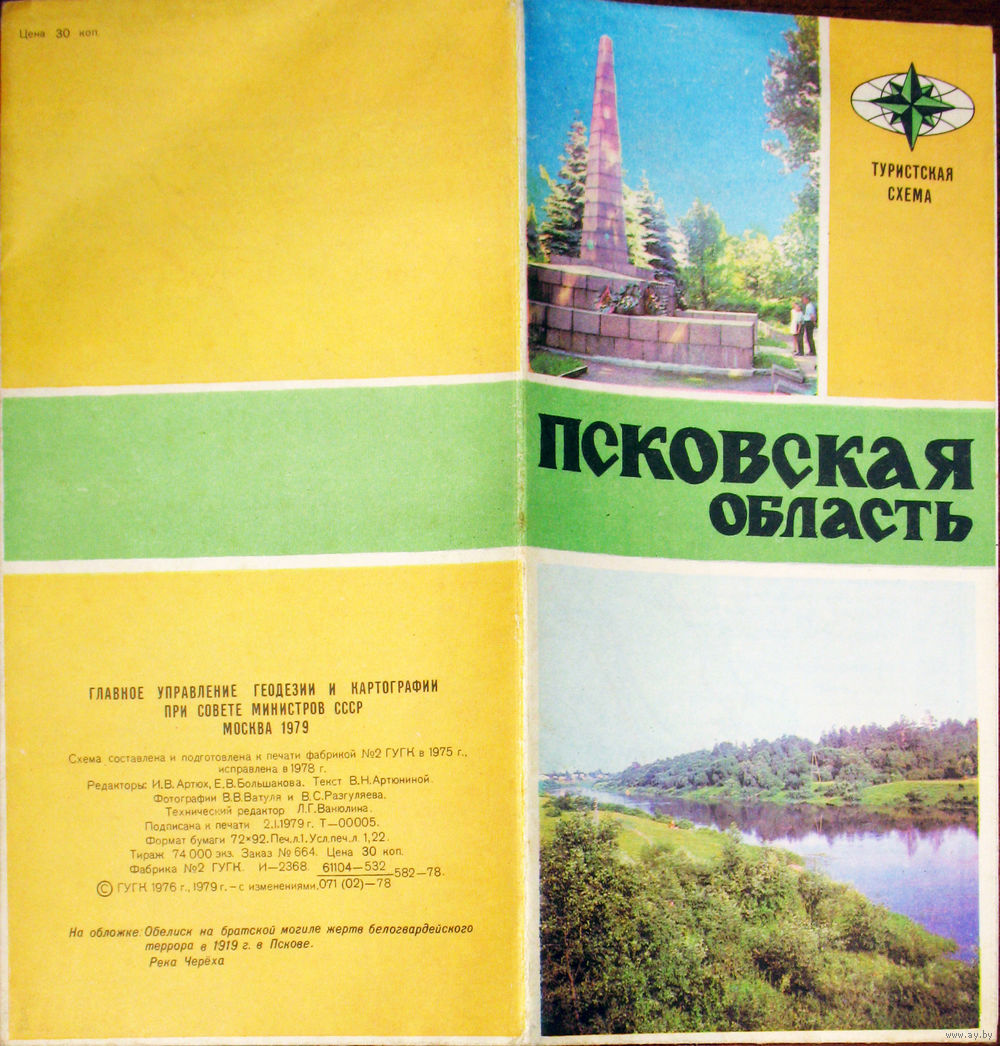 Цена 30 коп.
ТУРИСТСКАЯ
СХЕМА
ПСКОВСКАЯ
ОБЛАСТЬ
ГЛАВНОЕ УПРАВЛЕНИЕ ГЕОДЕЗИИ И КАРТОГРАФИИ
ПРИ СОВЕТЕ МИНИСТРОВ СССР
МОСКВА 1979
Схема составлена и подготовлена к печати фабрикой №2 ГУГК в 1975 г.,
исправлена в 1978 г.
Редакторы: И.В.Артюх, Е.В.Большакова. Текст В.Н.Артюниной.
Фотографии В.В.Ватуля и В.С.Разгуляева.
Технический редактор Л.Г.Ванюлина.
Подписана к печати 2.I.1979 г. Т—00005.
Формат бумаги 72×92. Печ.л.1. Усл.печ.л. 1,22.
Тираж 74 000 экз. Заказ № 664. Цена 30 коп.
Фабрика №2 ГУГК. И—2368. 61104—532
071 (02)—78 582—78.
© ГУГК 1976 г., 1979 г. – с изменениями.
На обложке: Обелиск на братской могиле жертв белогвардейского
террора в 1919 г. в Пскове.
Река Черёха
www.ay.by